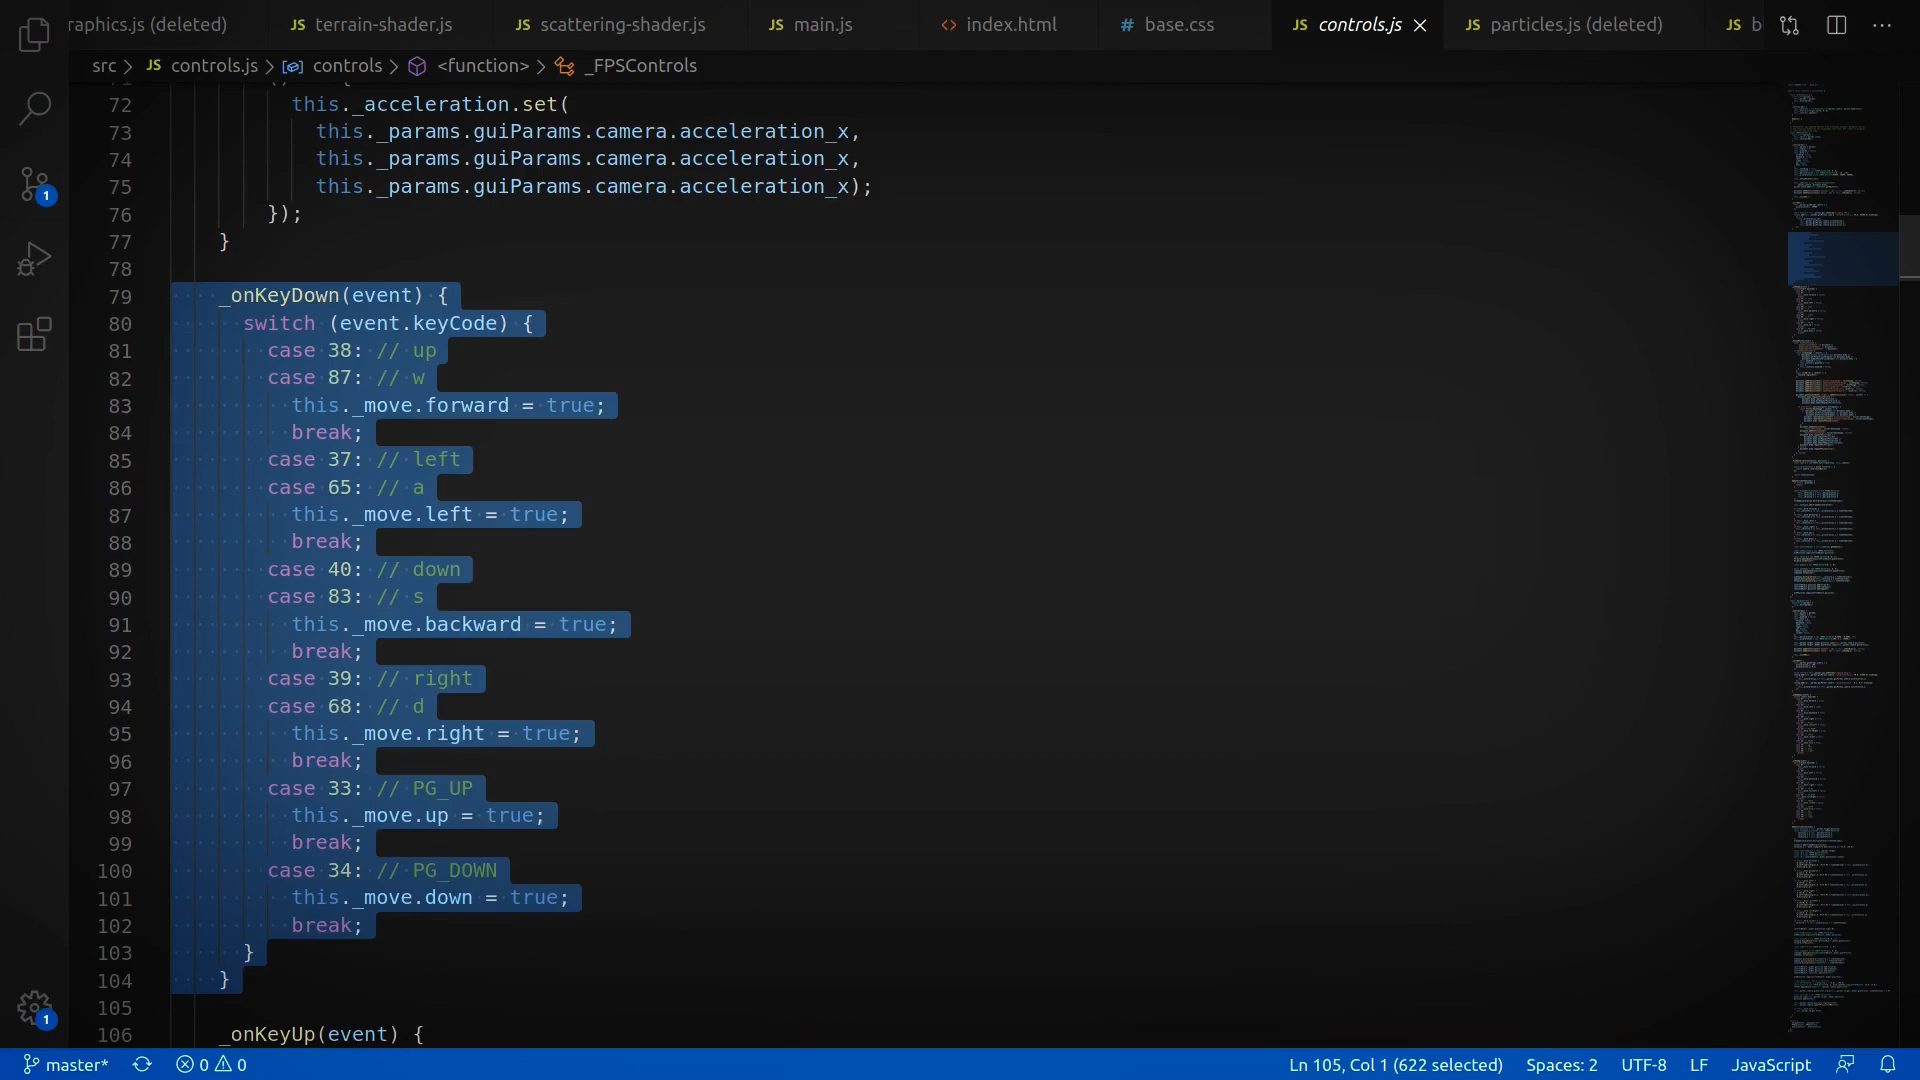 raphics.js (deleted) JS terrain-shader.js JS scattering-shader.js JS main.js <> index.html # base.css JS controls.js JS particles.js (deleted) JS b
src > JS controls.js > controls > <function> > _FPSControls
72 this._acceleration.set(
73 this._params.guiParams.camera.acceleration_x,
74 this._params.guiParams.camera.acceleration_x,
75 this._params.guiParams.camera.acceleration_x);
76 });
77 }
78
79 _onKeyDown(event) {
80 switch (event.keyCode) {
81 case 38: // up
82 case 87: // w
83 this._move.forward = true;
84 break;
85 case 37: // left
86 case 65: // a
87 this._move.left = true;
88 break;
89 case 40: // down
90 case 83: // s
91 this._move.backward = true;
92 break;
93 case 39: // right
94 case 68: // d
95 this._move.right = true;
96 break;
97 case 33: // PG_UP
98 this._move.up = true;
99 break;
100 case 34: // PG_DOWN
101 this._move.down = true;
102 break;
103 }
104 }
105
106 _onKeyUp(event) {
1
1
master* 0 0 Ln 105, Col 1 (622 selected) Spaces: 2 UTF-8 LF JavaScript